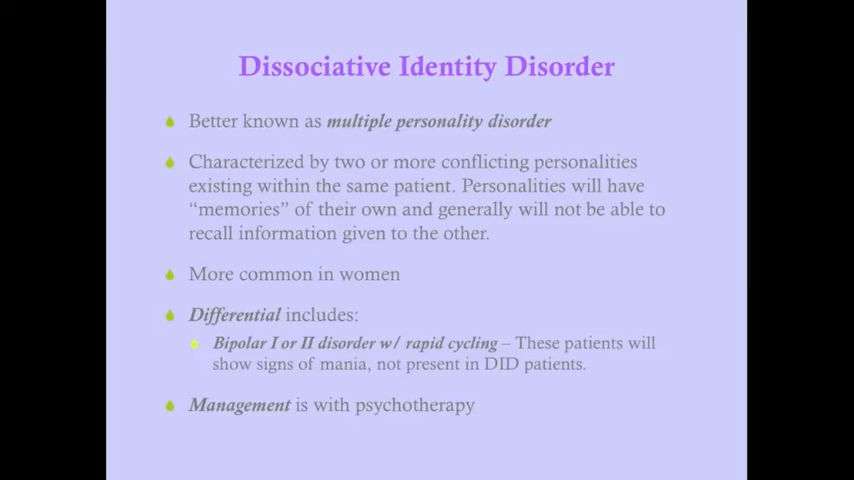 Dissociative Identity Disorder
Better known as multiple personality disorder
Characterized by two or more conflicting personalities
existing within the same patient. Personalities will have
“memories” of their own and generally will not be able to
recall information given to the other.
More common in women
Differential includes:
Bipolar I or II disorder w/ rapid cycling – These patients will
show signs of mania, not present in DID patients.
Management is with psychotherapy